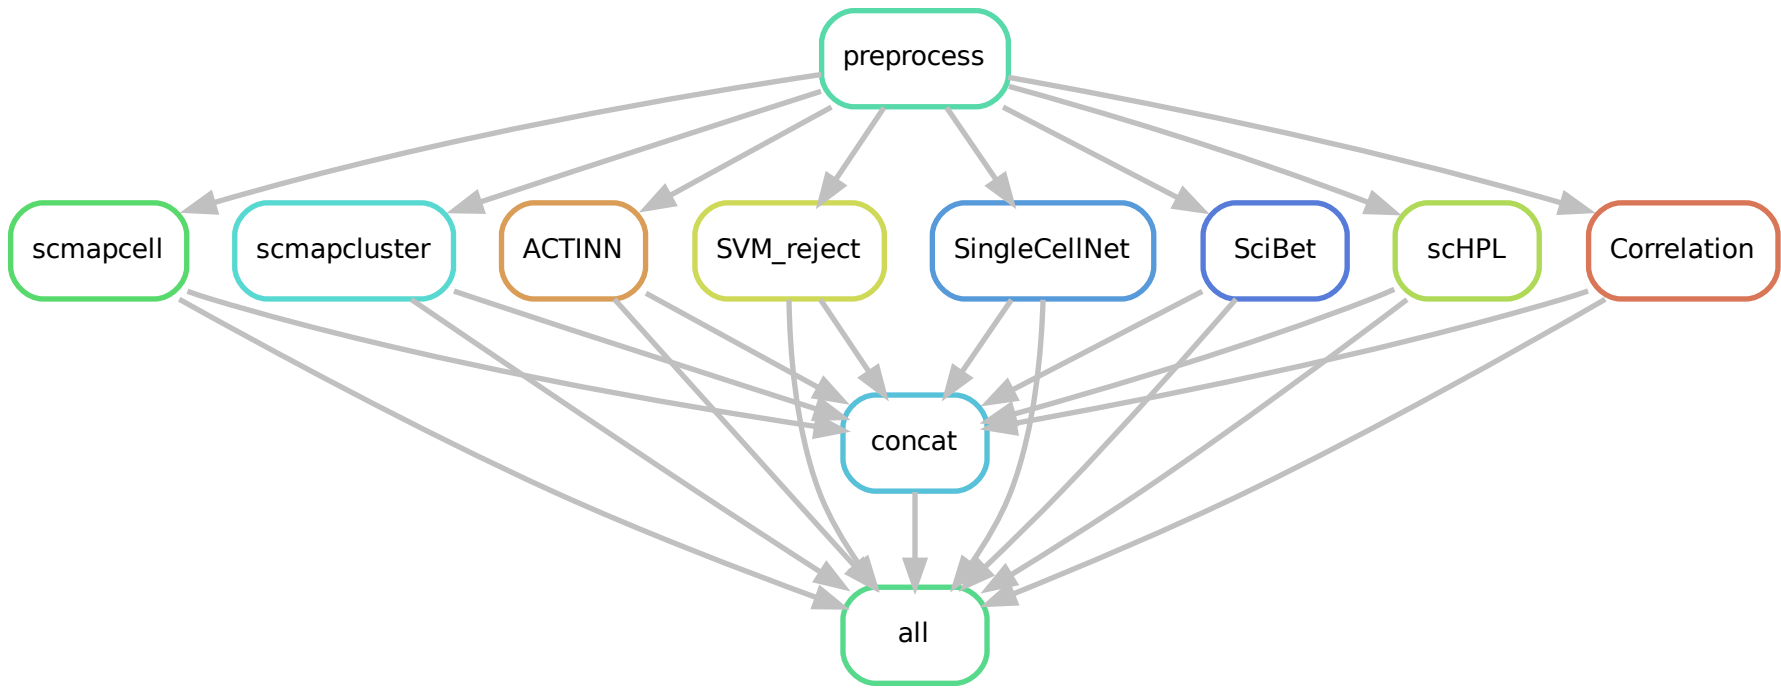 preprocess
scmapcell
scmapcluster
ACTINN
SVM_reject
SingleCellNet
SciBet
scHPL
Correlation
concat
all